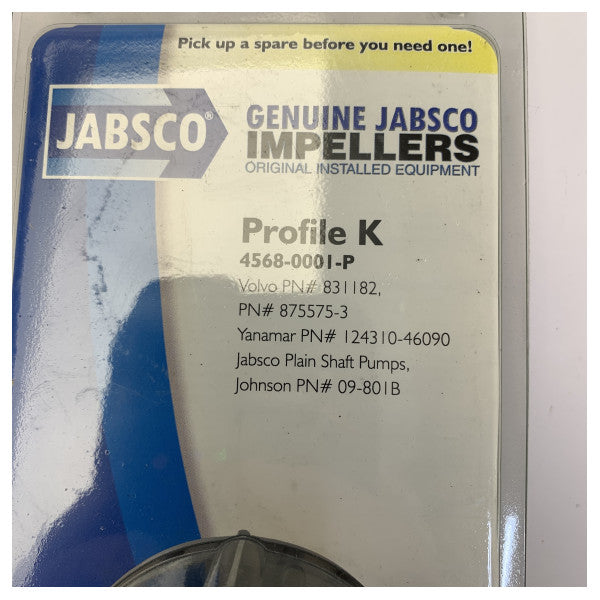 Pick up a spare before you need one!
JABSCO®
GENUINE JABSCO
IMPELLERS
ORIGINAL INSTALLED EQUIPMENT
Profile K
4568-0001-P
Volvo PN# 831182,
PN# 875575-3
Yanamar PN# 124310-46090
Jabsco Plain Shaft Pumps,
Johnson PN# 09-801B